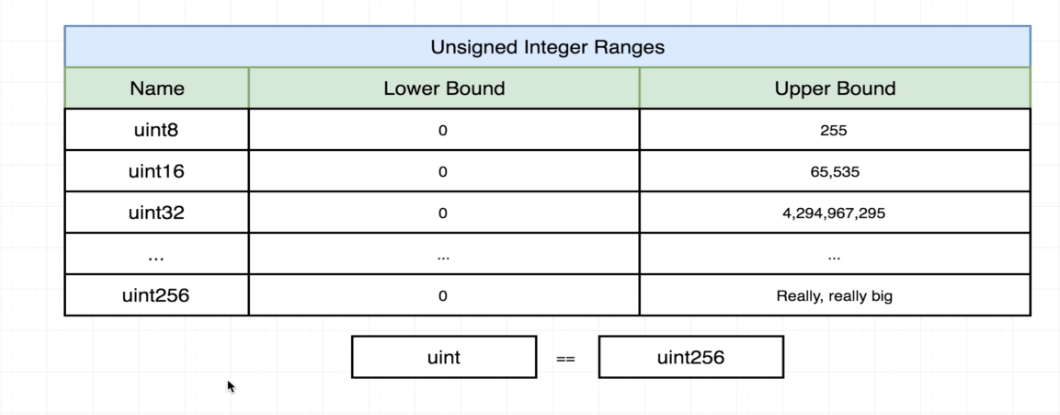 Unsigned Integer Ranges
Name Lower Bound Upper Bound
uint8 0 255
uint16 0 65,535
uint32 0 4,294,967,295
... ... ...
uint256 0 Really, really big
uint == uint256